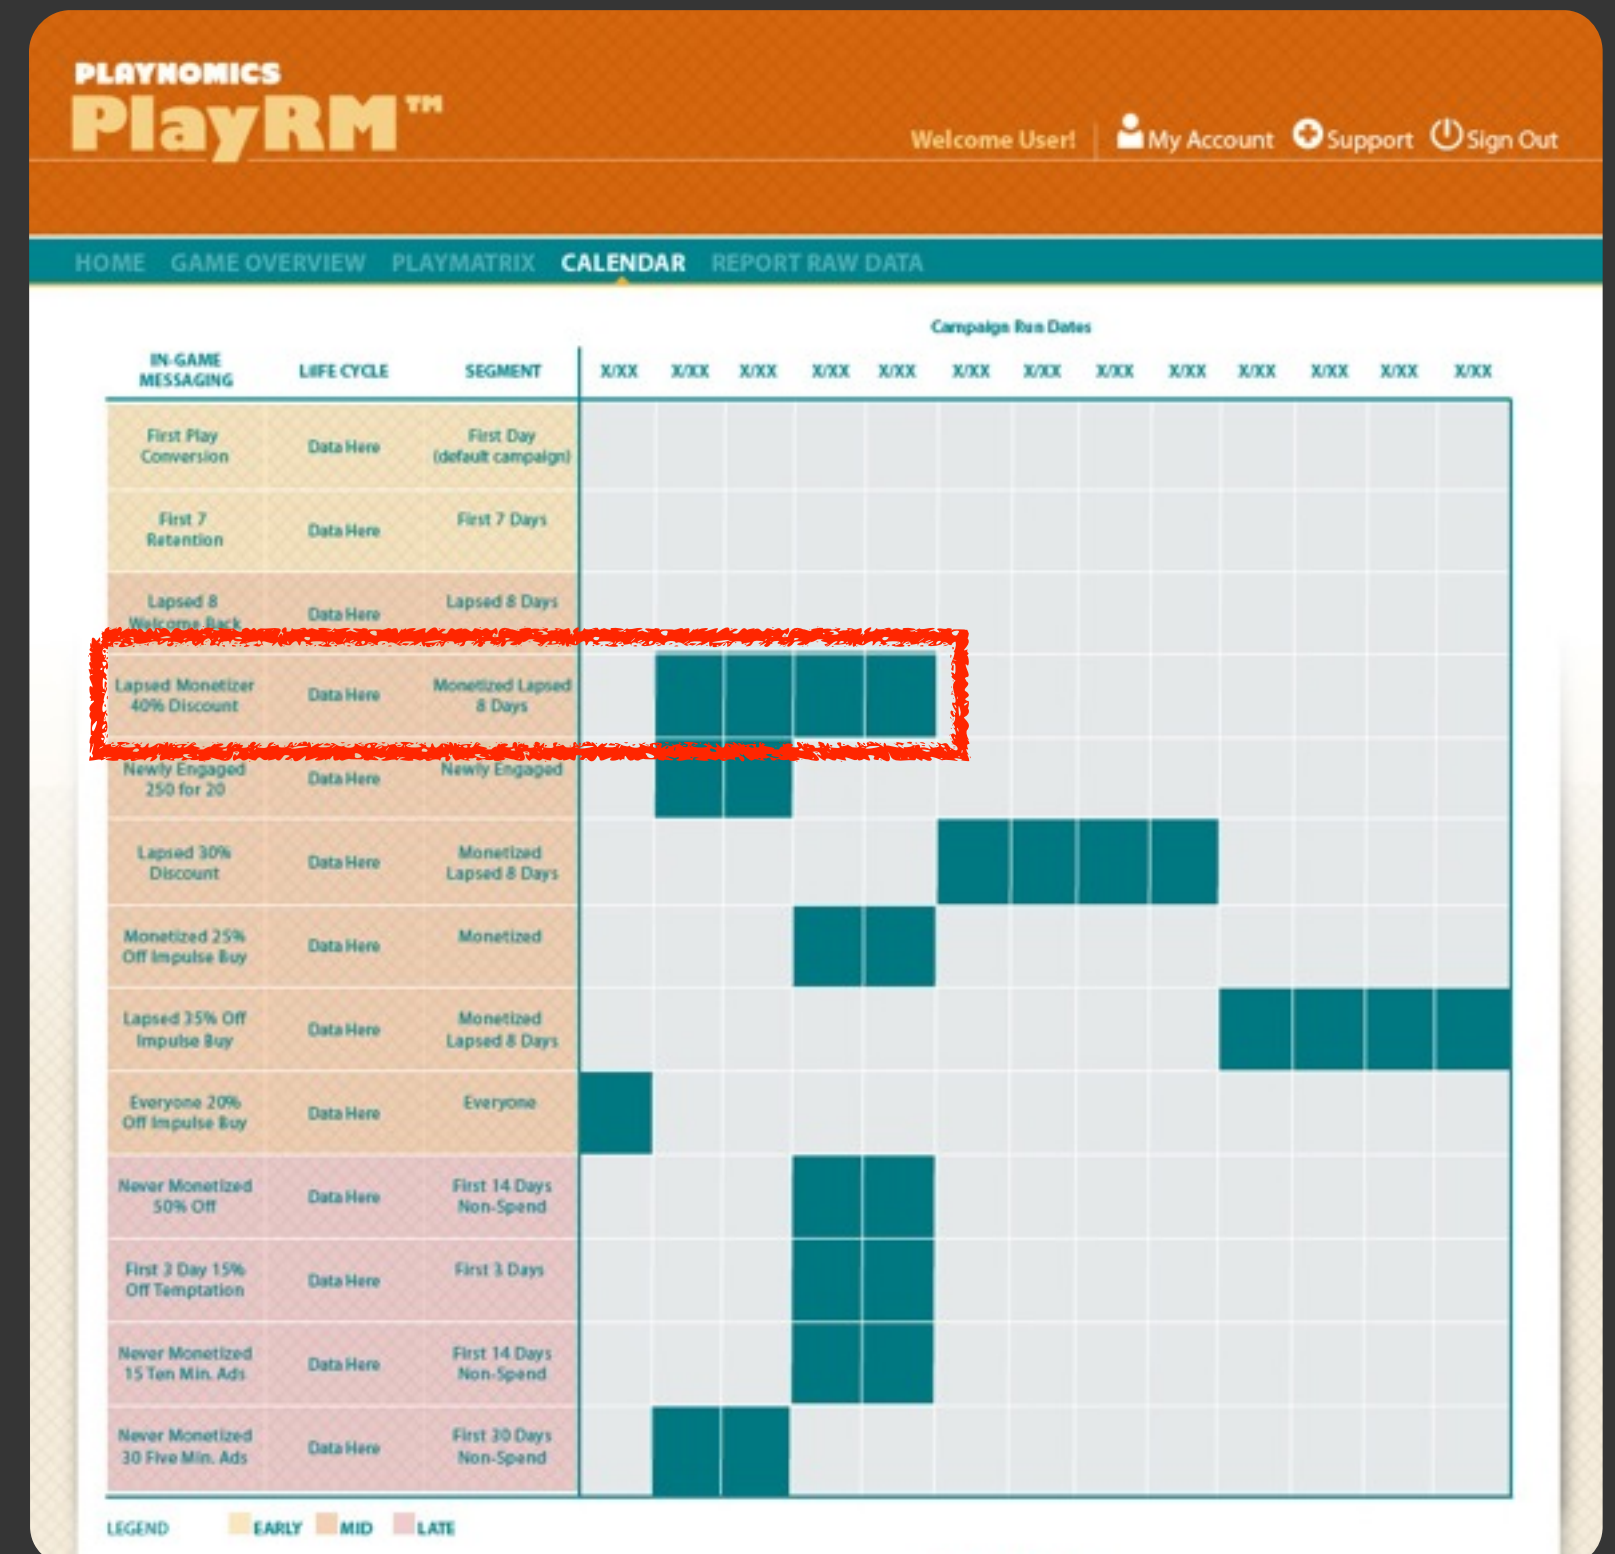 PLAYNOMICS
PlayRM™
Welcome User!
My Account
Support
Sign Out
HOME
GAME OVERVIEW
PLAYMATRIX
CALENDAR
REPORT RAW DATA
Campaign Run Dates
IN-GAME
MESSAGING
LIIFE CYCLE
SEGMENT
X/XX X/XX X/XX X/XX X/XX X/XX X/XX X/XX X/XX X/XX X/XX X/XX X/XX
First Play
Conversion
Data Here
First Day
(default campaign)
First 7
Retention
Data Here
First 7 Days
Lapsed 8
Welcome Back
Data Here
Lapsed 8 Days
Lapsed Monetizer
40% Discount
Data Here
Monetized Lapsed
8 Days
Newly Engaged
250 for 20
Data Here
Newly Engaged
Lapsed 30%
Discount
Data Here
Monetized
Lapsed 8 Days
Monetized 25%
Off Impulse Buy
Data Here
Monetized
Lapsed 35% Off
Impulse Buy
Data Here
Monetized
Lapsed 8 Days
Everyone 20%
Off Impulse Buy
Data Here
Everyone
Never Monetized
50% Off
Data Here
First 14 Days
Non-Spend
First 3 Day 15%
Off Temptation
Data Here
First 3 Days
Never Monetized
15 Ten Min. Ads
Data Here
First 14 Days
Non-Spend
Never Monetized
30 Five Min. Ads
Data Here
First 30 Days
Non-Spend
LEGEND
EARLY
MID
LATE